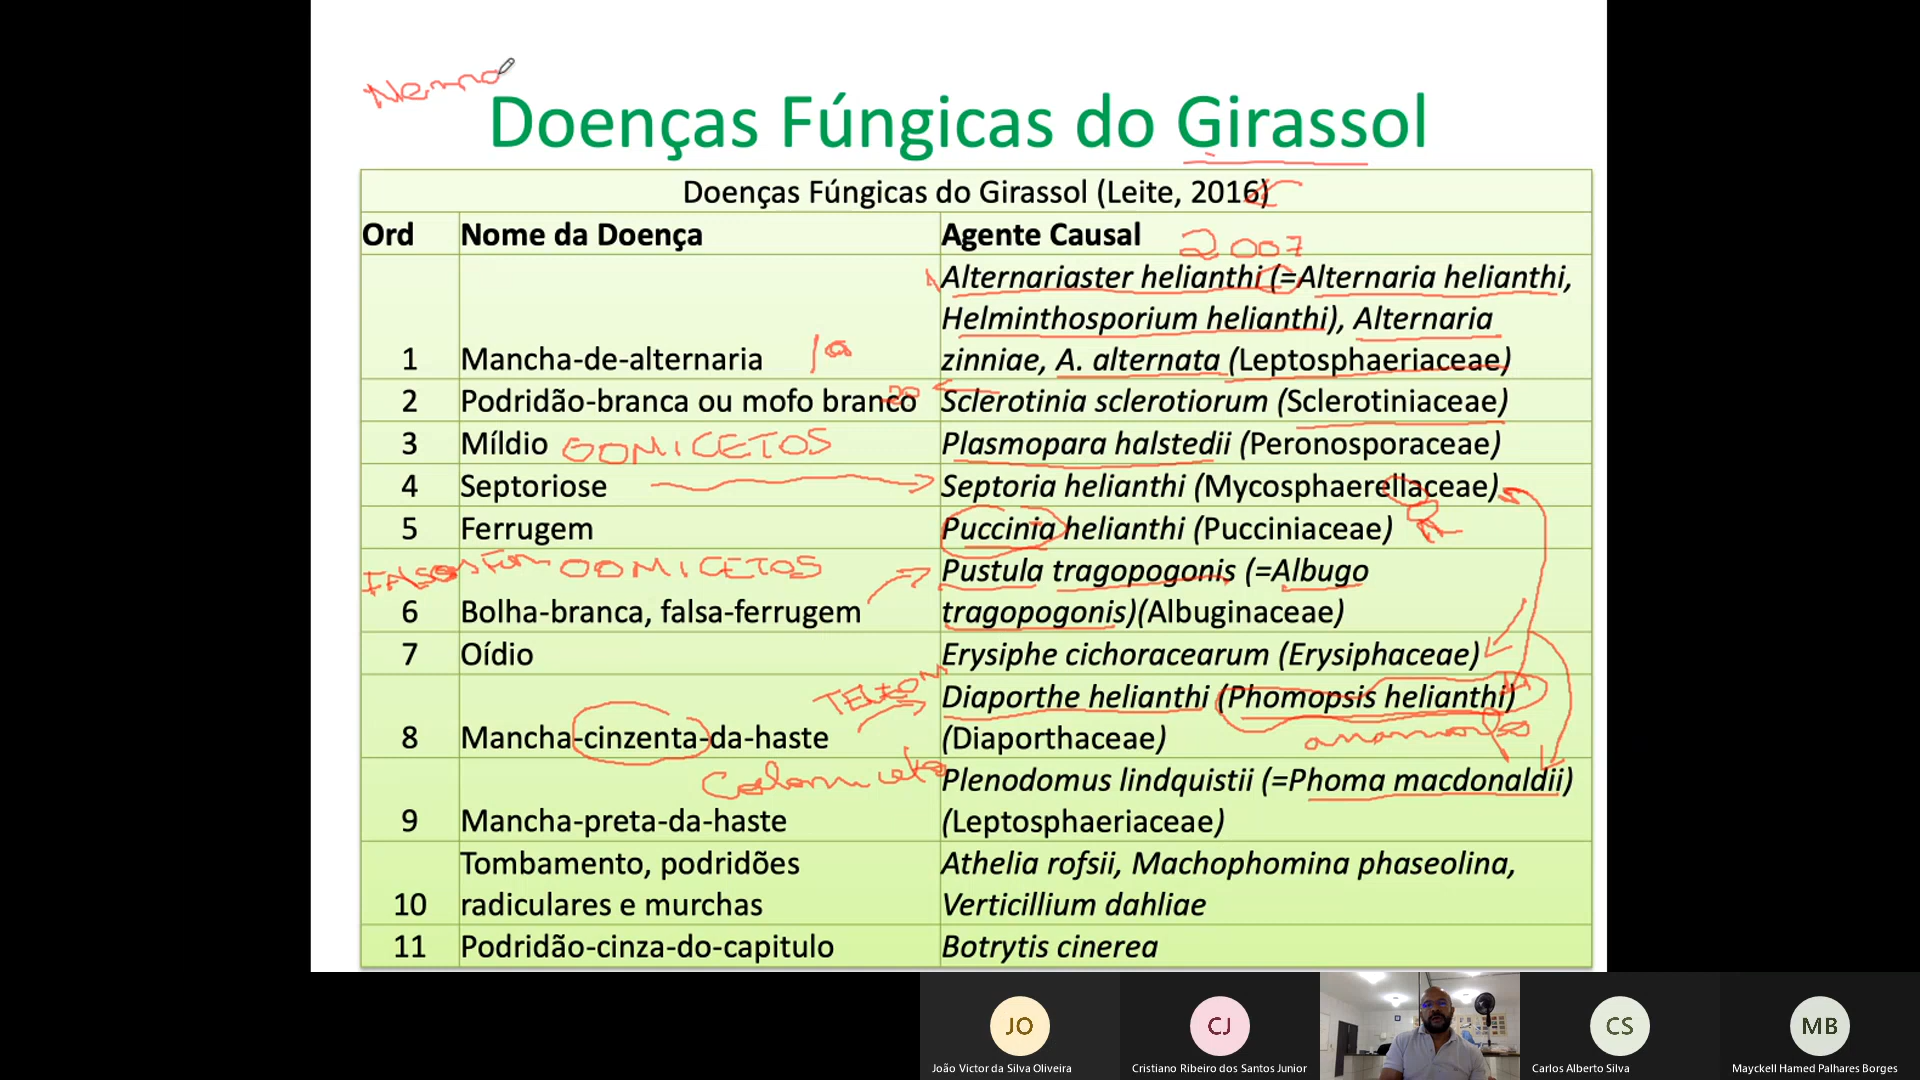 Doenças Fúngicas do Girassol
Doenças Fúngicas do Girassol (Leite, 2016)
Ord Nome da Doença Agente Causal 2007
Alternariaster helianthi (=Alternaria helianthi,
Helminthosporium helianthi), Alternaria
1 Mancha-de-alternaria 1a zinniae, A. alternata (Leptosphaeriaceae)
2 Podridão-branca ou mofo branco Sclerotinia sclerotiorum (Sclerotiniaceae)
3 Míldio OOMICETOS Plasmopara halstedii (Peronosporaceae)
4 Septoriose Septoria helianthi (Mycosphaerellaceae)
5 Ferrugem Puccinia helianthi (Pucciniaceae)
OOMICETOS Pustula tragopogonis (=Albugo
6 Bolha-branca, falsa-ferrugem tragopogonis)(Albuginaceae)
7 Oídio Erysiphe cichoracearum (Erysiphaceae)
Diaporthe helianthi (Phomopsis helianthi)
8 Mancha-cinzenta-da-haste (Diaporthaceae)
Plenodomus lindquistii (=Phoma macdonaldii)
9 Mancha-preta-da-haste (Leptosphaeriaceae)
Tombamento, podridões Athelia rofsii, Machophomina phaseolina,
10 radiculares e murchas Verticillium dahliae
11 Podridão-cinza-do-capitulo Botrytis cinerea
JO CJ CS MB
João Victor da Silva Oliveira Cristiano Ribeiro dos Santos Junior Carlos Alberto Silva Mayckell Hamed Palhares Borges